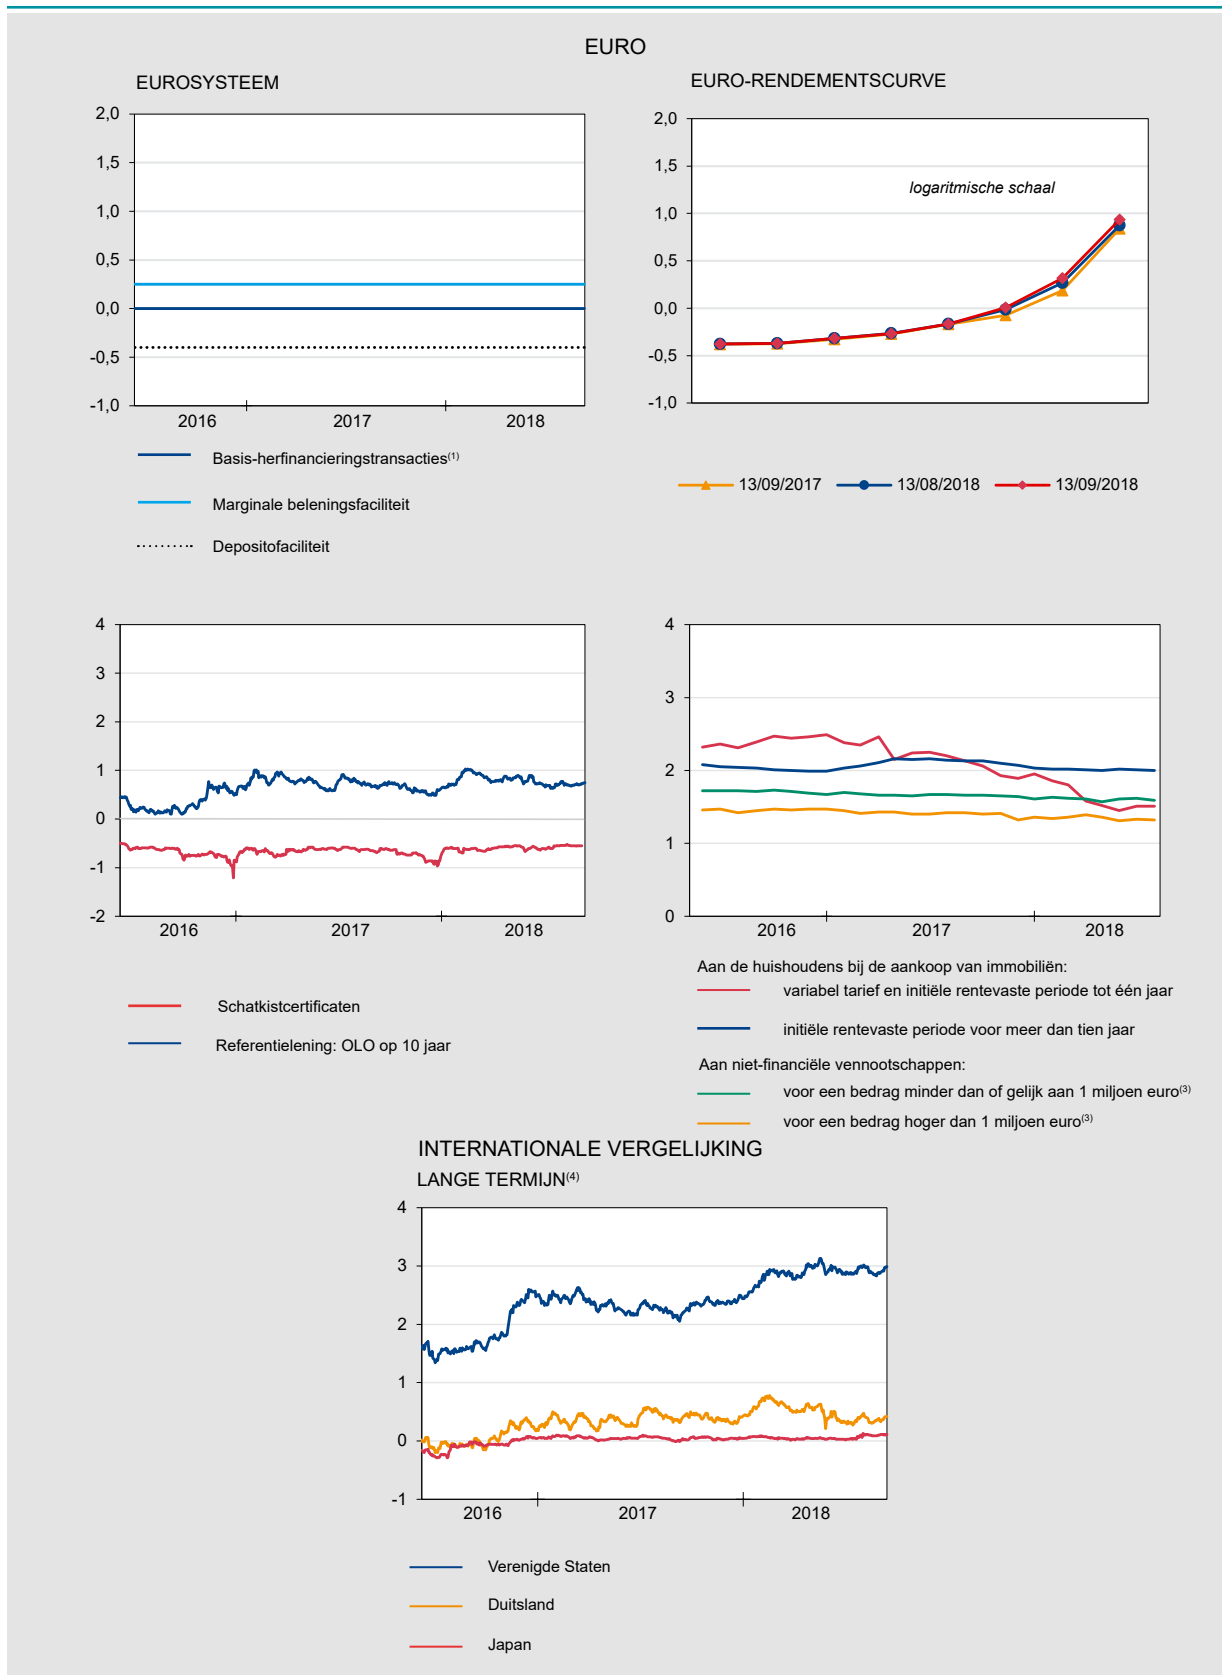 EURO
EUROSYSTEEM
2,0
1,5
1,0
0,5
0,0
-0,5
-1,0
2016 2017 2018
Basis-herfinancieringstransacties(1)
Marginale beleningsfaciliteit
Depositofaciliteit
EURO-RENDEMENTSCURVE
2,0
1,5
1,0
0,5
0,0
-0,5
-1,0
logaritmische schaal
13/09/2017 13/08/2018 13/09/2018
4
3
2
1
0
-1
-2
2016 2017 2018
Schatkistcertificaten
Referentielening: OLO op 10 jaar
4
3
2
1
0
2016 2017 2018
Aan de huishoudens bij de aankoop van immobiliën:
variabel tarief en initiële rentevaste periode tot één jaar
initiële rentevaste periode voor meer dan tien jaar
Aan niet-financiële vennootschappen:
voor een bedrag minder dan of gelijk aan 1 miljoen euro(3)
voor een bedrag hoger dan 1 miljoen euro(3)
INTERNATIONALE VERGELIJKING
LANGE TERMIJN(4)
4
3
2
1
0
-1
2016 2017 2018
Verenigde Staten
Duitsland
Japan